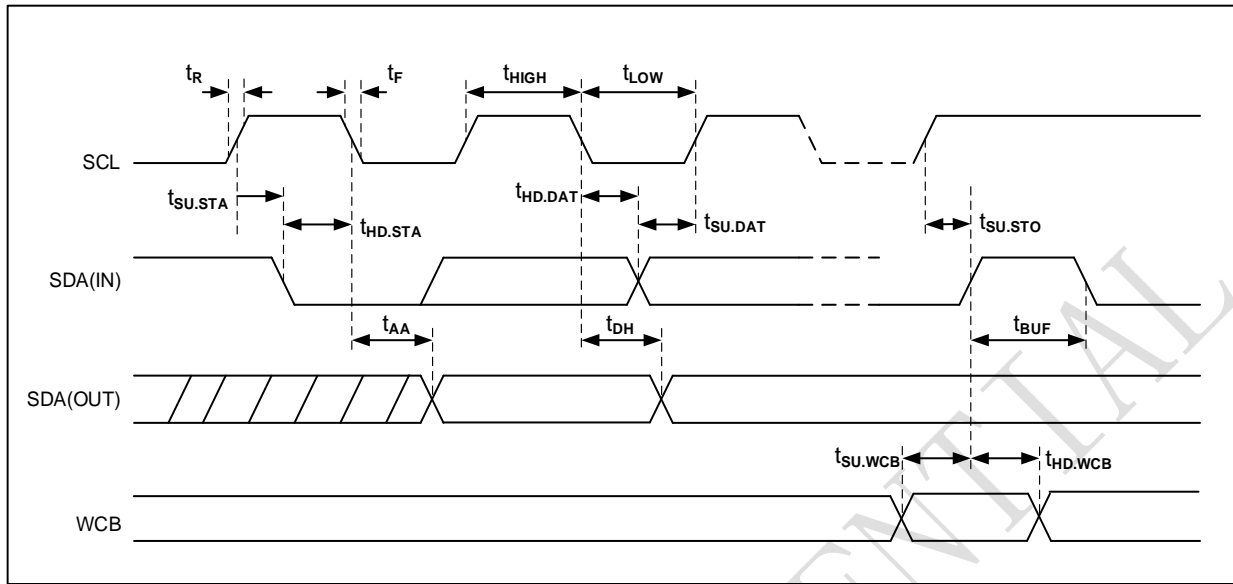 tR
tF
tHIGH
tLOW
SCL
tSU.STA
tHD.STA
tHD.DAT
tSU.DAT
tSU.STO
SDA(IN)
tAA
tDH
tBUF
SDA(OUT)
tSU.WCB
tHD.WCB
WCB
ENTIAL